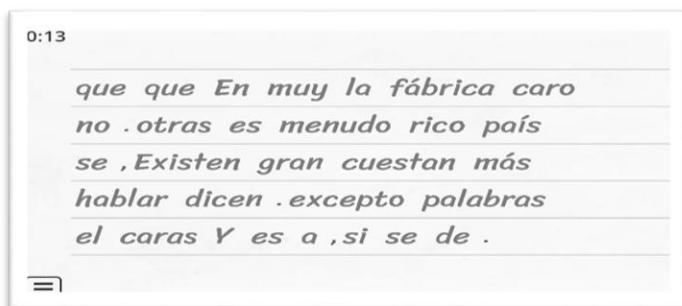 0:13
que que En muy la fábrica caro
no . otras es menudo rico país
se , Existen gran cuestan más
hablar dicen . excepto palabras
el caras Y es a , si se de .